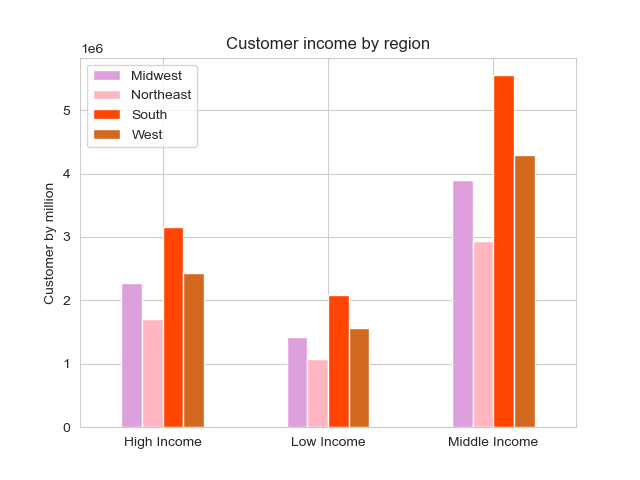 Customer income by region
1e6
Midwest
Northeast
South
West
Customer by million
5
4
3
2
1
0
High Income
Low Income
Middle Income